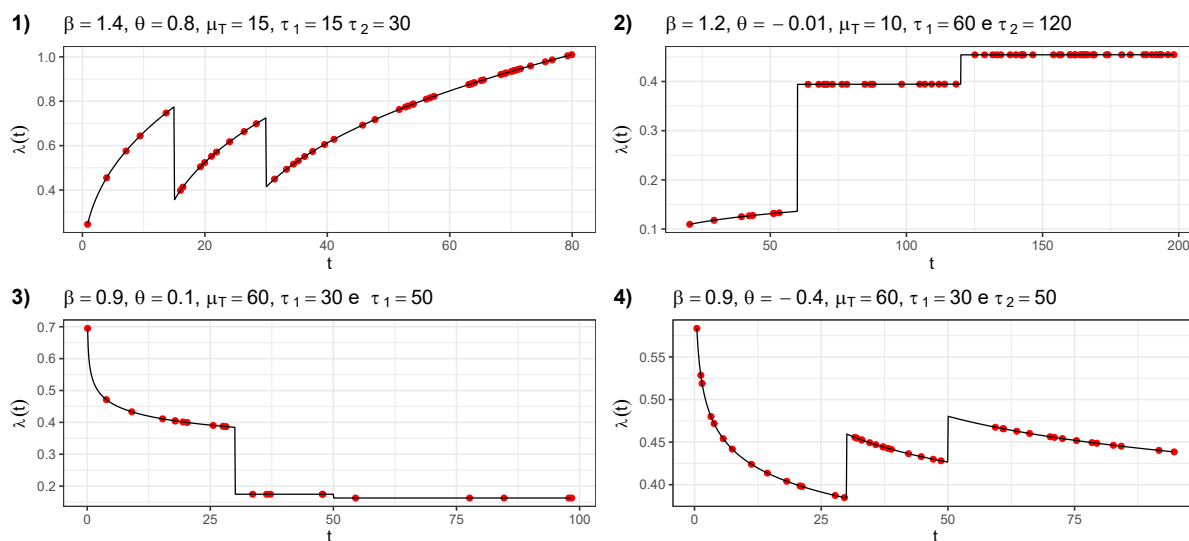 1) β = 1.4, θ = 0.8, μ_T = 15, τ_1 = 15 τ_2 = 30
1.0
0.8
0.6
0.4
λ(t)
0 20 40 60 80
t
2) β = 1.2, θ = − 0.01, μ_T = 10, τ_1 = 60 e τ_2 = 120
0.4
0.3
0.2
0.1
λ(t)
50 100 150 200
t
3) β = 0.9, θ = 0.1, μ_T = 60, τ_1 = 30 e τ_1 = 50
0.7
0.6
0.5
0.4
0.3
0.2
λ(t)
0 25 50 75 100
t
4) β = 0.9, θ = − 0.4, μ_T = 60, τ_1 = 30 e τ_2 = 50
0.55
0.50
0.45
0.40
λ(t)
0 25 50 75
t